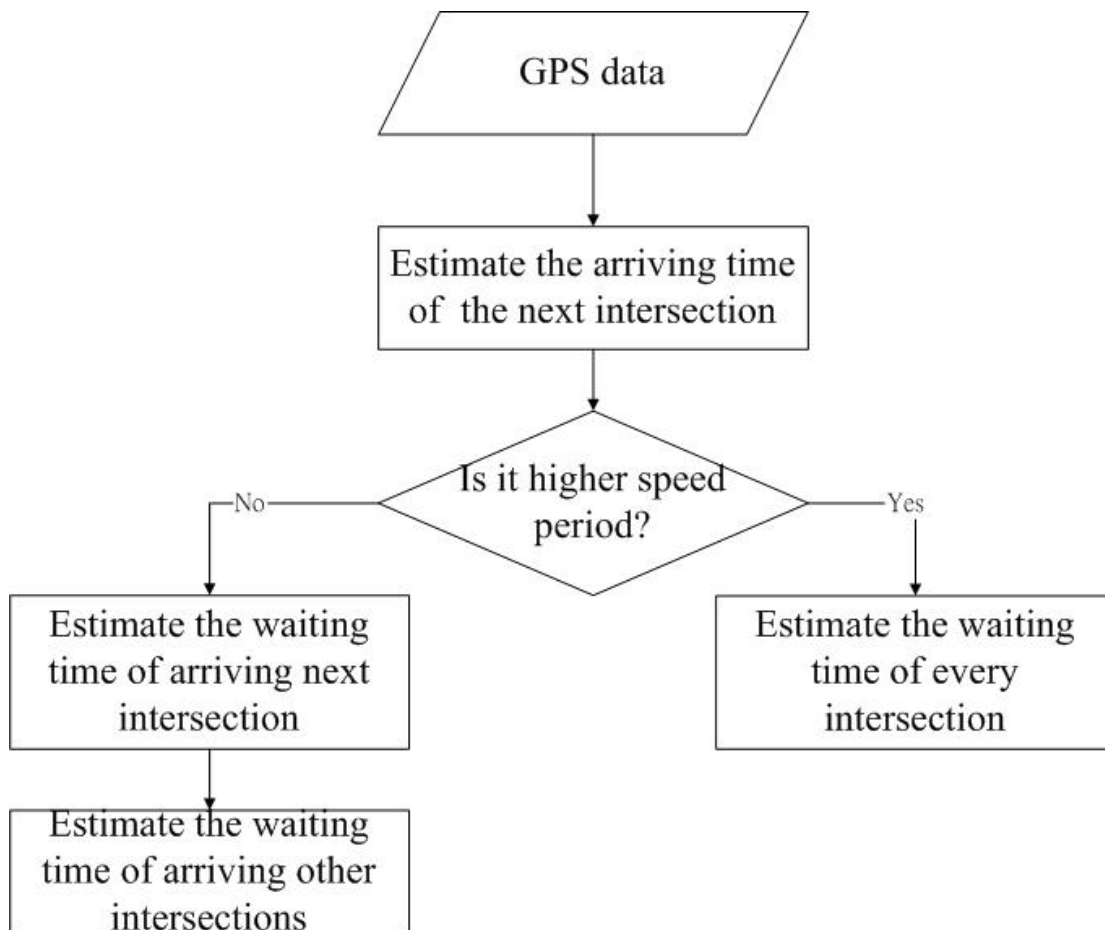 GPS data
Estimate the arriving time
of the next intersection
Is it higher speed
period?
No
Yes
Estimate the waiting
time of arriving next
intersection
Estimate the waiting
time of every
intersection
Estimate the waiting
time of arriving other
intersections